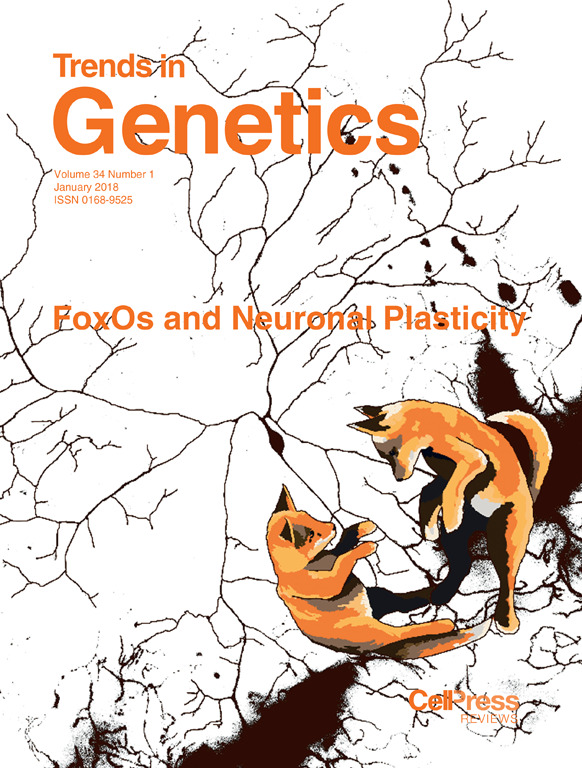 Trends in
Genetics
Volume 34 Number 1
January 2018
ISSN 0168-9525
FoxOs and Neuronal Plasticity
CellPress
REVIEWS